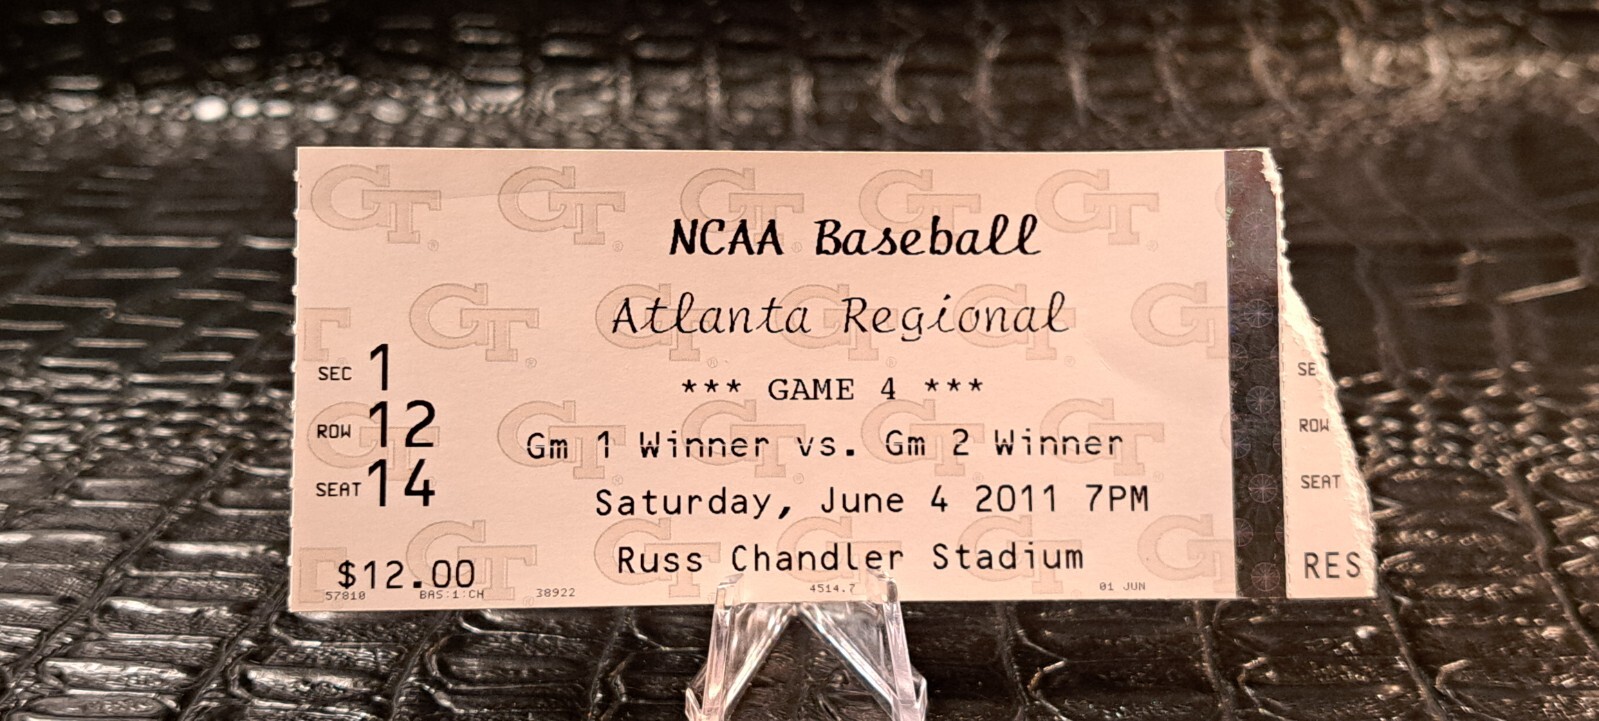 NCAA Baseball
Atlanta Regional
*** GAME 4 ***
Gm 1 Winner vs. Gm 2 Winner
Saturday, June 4 2011 7PM
Russ Chandler Stadium
SEC 1
ROW 12
SEAT 14
$12.00
57810 BAS:1:CH 38922 4514.7 01 JUN
SE
ROW
SEAT
RES
GT